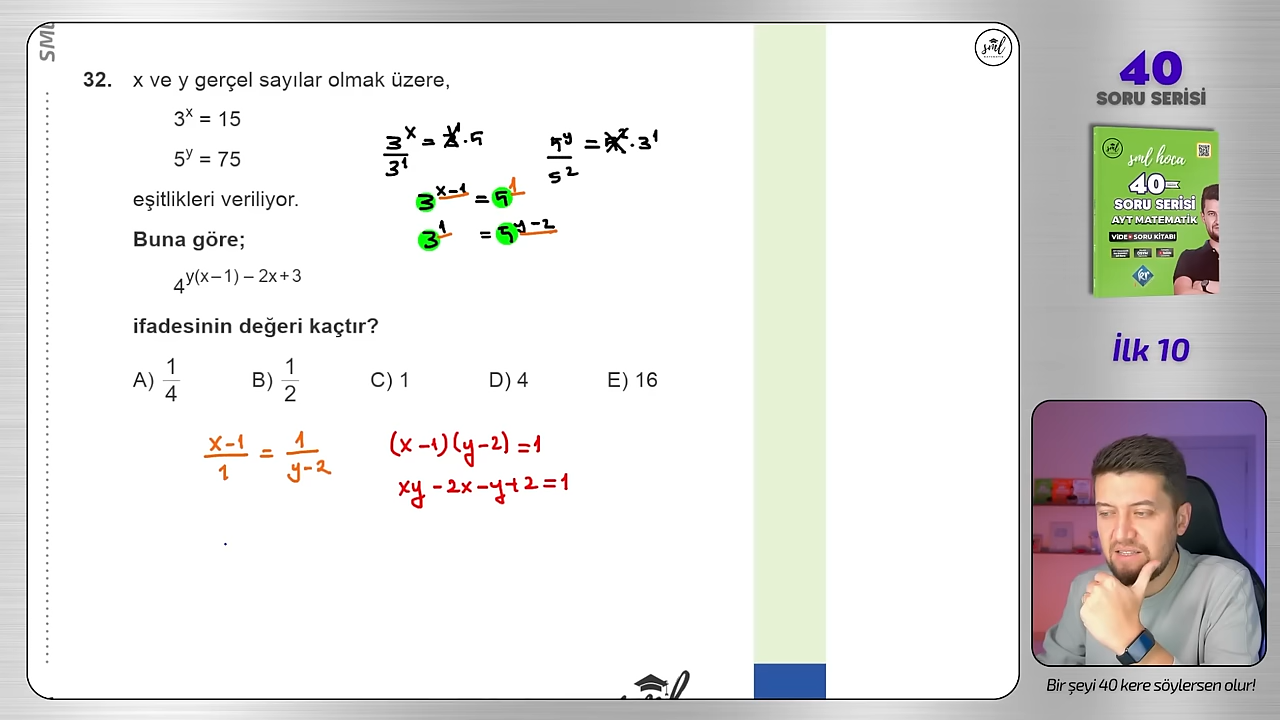 SML
sml
32. x ve y gerçel sayılar olmak üzere,
3^x = 15
5^y = 75
eşitlikleri veriliyor.
Buna göre;
4^{y(x–1) – 2x+3}
ifadesinin değeri kaçtır?
A) 1/4 B) 1/2 C) 1 D) 4 E) 16
3^x/3^1 = 3^1 . 5
5^y/5^2 = 5^2 . 3^1
3^{x-1} = 5^1
3^1 = 5^{y-2}
(x-1)/1 = 1/(y-2)
(x-1)(y-2) = 1
xy - 2x - y + 2 = 1
40
SORU SERİSİ
sml hoca
40
SORU SERİSİ
AYT MATEMATİK
VİDEO SORU KİTABI
kr
İlk 10
Bir şeyi 40 kere söylersen olur!